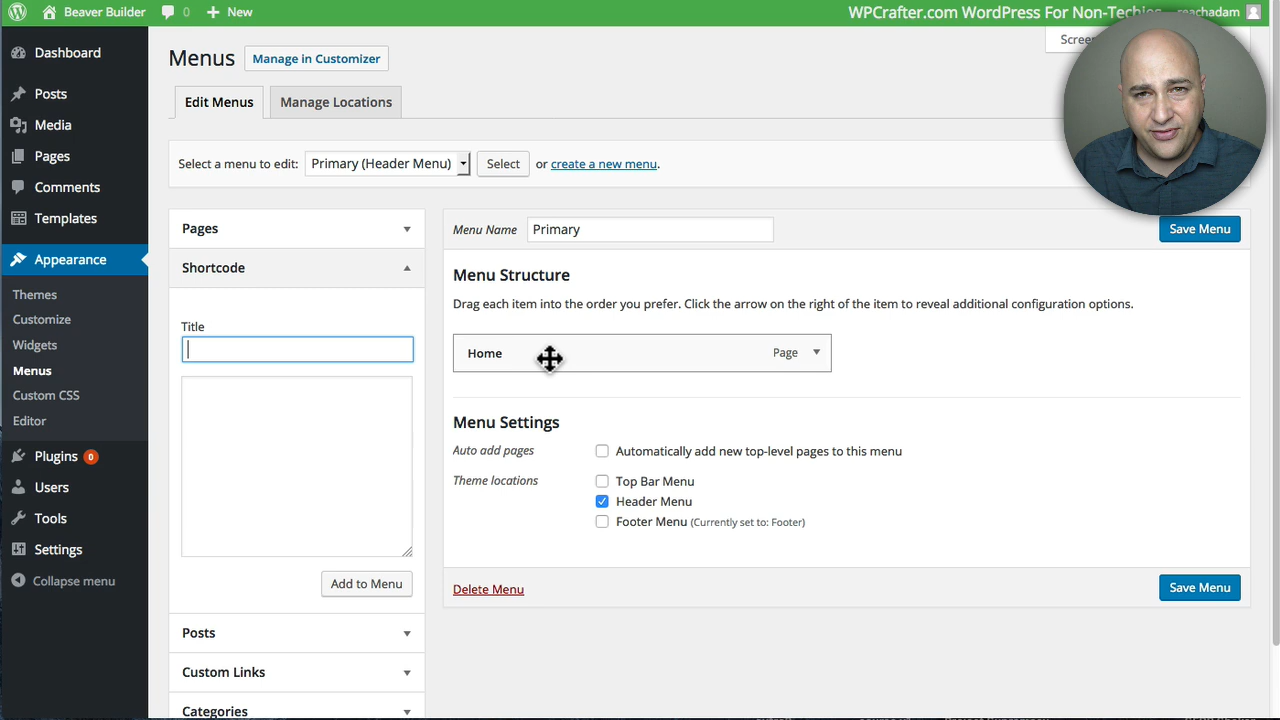 Beaver Builder 0 New
WPCrafter.com WordPress For Non-Techies
reachadam
Dashboard
Posts
Media
Pages
Comments
Templates
Appearance
Themes
Customize
Widgets
Menus
Custom CSS
Editor
Plugins 0
Users
Tools
Settings
Collapse menu
Menus Manage in Customizer
Edit Menus Manage Locations
Select a menu to edit: Primary (Header Menu) Select or create a new menu.
Pages
Shortcode
Title
Add to Menu
Posts
Custom Links
Categories
Menu Name Primary Save Menu
Menu Structure
Drag each item into the order you prefer. Click the arrow on the right of the item to reveal additional configuration options.
Home Page
Menu Settings
Auto add pages Automatically add new top-level pages to this menu
Theme locations Top Bar Menu
Header Menu
Footer Menu (Currently set to: Footer)
Delete Menu Save Menu